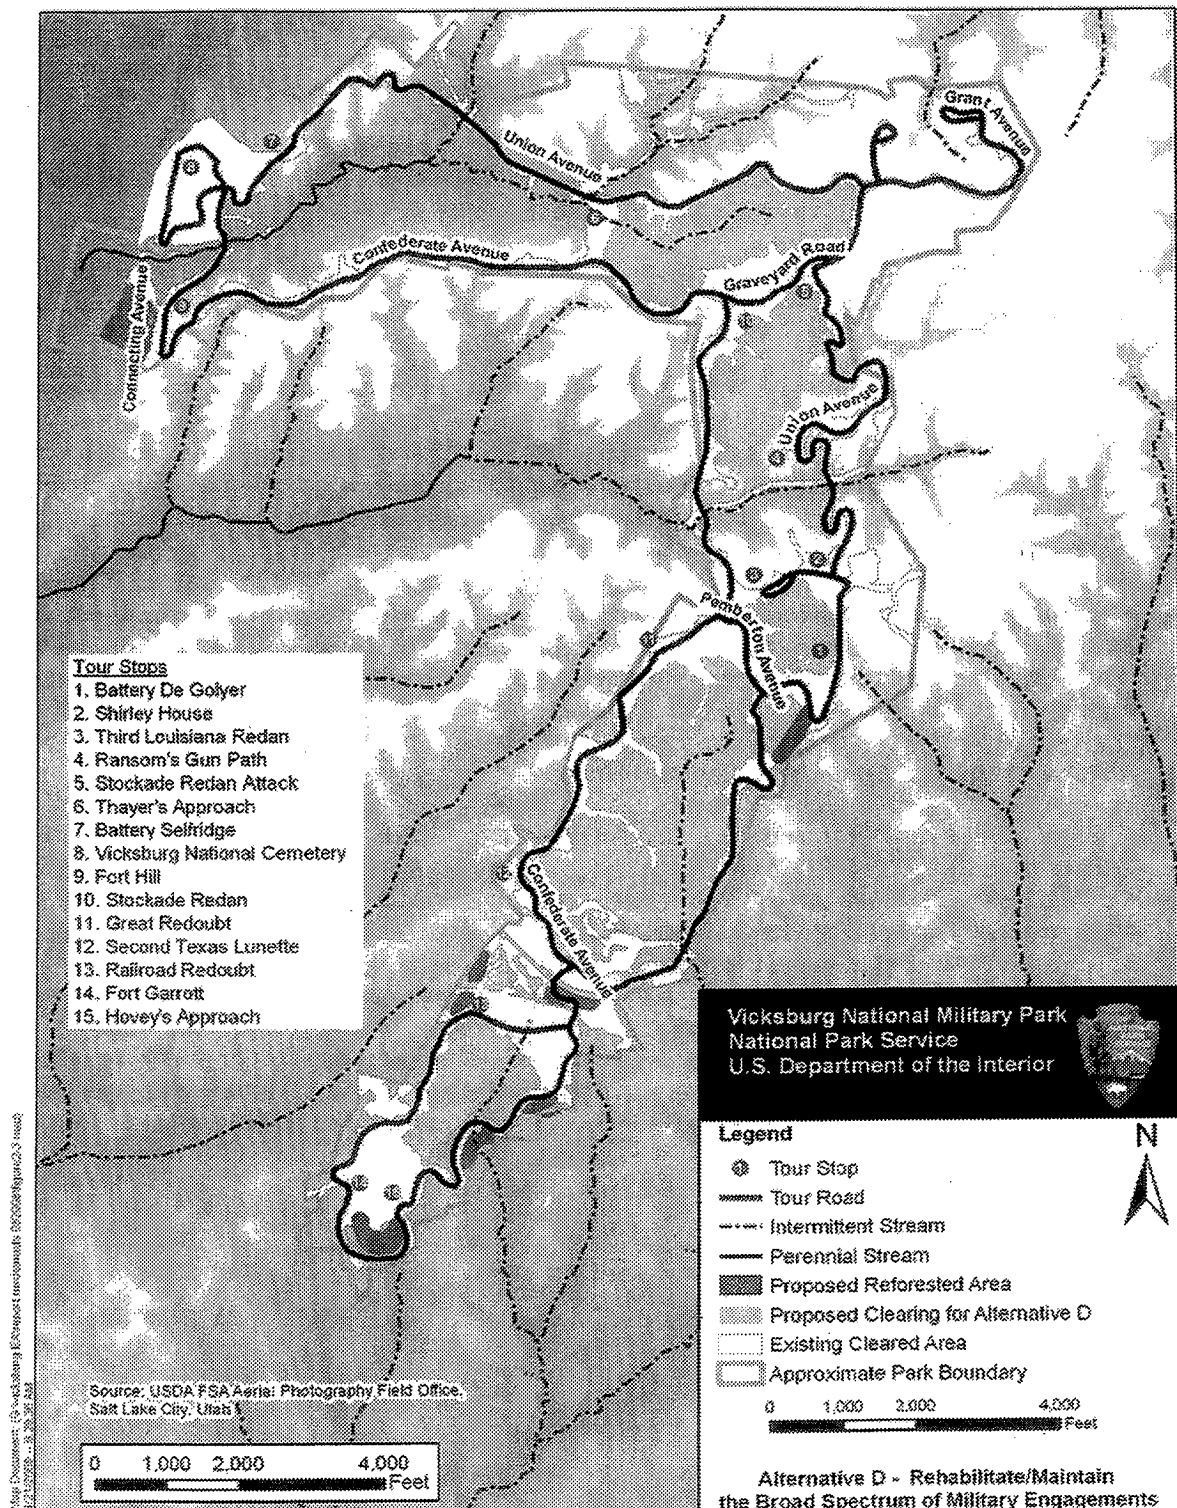 Grant Avenue
Union Avenue
Confederate Avenue
Graveyard Road
Connecting Avenue
Union Avenue
Pemberton Avenue
Confederate Avenue
Tour Stops
1. Battery De Golyer
2. Shirley House
3. Third Louisiana Redan
4. Ransom's Gun Path
5. Stockade Redan Attack
6. Thayer's Approach
7. Battery Selfridge
8. Vicksburg National Cemetery
9. Fort Hill
10. Stockade Redan
11. Great Redoubt
12. Second Texas Lunette
13. Railroad Redoubt
14. Fort Garrott
15. Hovey's Approach
Vicksburg National Military Park
National Park Service
U.S. Department of the Interior
Legend
N
Tour Stop
Tour Road
Intermittent Stream
Perennial Stream
Proposed Reforested Area
Proposed Clearing for Alternative D
Existing Cleared Area
Approximate Park Boundary
0 1,000 2,000 4,000
Feet
Source: USDA FSA Aerial Photography Field Office,
Salt Lake City, Utah
0 1,000 2,000 4,000
Feet
Alternative D - Rehabilitate/Maintain
the Broad Spectrum of Military Engagements